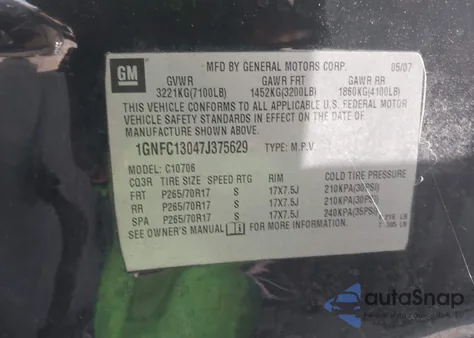 GM
MFD BY GENERAL MOTORS CORP. 05/07
GVWR GAWR FRT GAWR RR
3221KG(7100LB) 1452KG(3200LB) 1860KG(4100LB)
THIS VEHICLE CONFORMS TO ALL APPLICABLE U.S. FEDERAL MOTOR
VEHICLE SAFETY STANDARDS IN EFFECT ON THE DATE OF
MANUFACTURE SHOWN ABOVE.
1GNFC13047J375629 TYPE: M.P.V.
MODEL: C10706
CQ3R TIRE SIZE SPEED RTG RIM COLD TIRE PRESSURE
FRT P265/70R17 S 17X7.5J 210KPA(30PSI)
RR P265/70R17 S 17X7.5J 210KPA(30PSI)
SPA P265/70R17 S 17X7.5J 240KPA(35PSI)
SEE OWNER'S MANUAL FOR MORE INFORMATION.
LB
LB
autoSnap